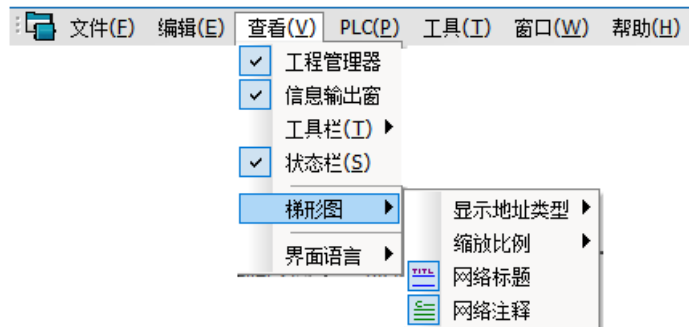 文件(F) 编辑(E) 查看(V) PLC(P) 工具(T) 窗口(W) 帮助(H)
工程管理器
信息输出窗
工具栏(T)
状态栏(S)
梯形图
界面语言
显示地址类型
缩放比例
TITL 网络标题
网络注释